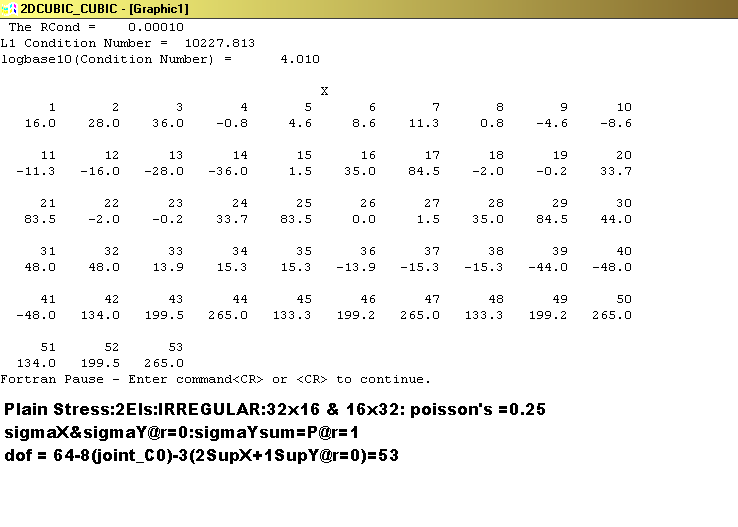 2DCUBIC_CUBIC - [Graphic1]
The RCond =    0.00010
L1 Condition Number =  10227.813
logbase10(Condition Number) =      4.010
X
1 2 3 4 5 6 7 8 9 10
16.0 28.0 36.0 -0.8 4.6 8.6 11.3 0.8 -4.6 -8.6
11 12 13 14 15 16 17 18 19 20
-11.3 -16.0 -28.0 -36.0 1.5 35.0 84.5 -2.0 -0.2 33.7
21 22 23 24 25 26 27 28 29 30
83.5 -2.0 -0.2 33.7 83.5 0.0 1.5 35.0 84.5 44.0
31 32 33 34 35 36 37 38 39 40
48.0 48.0 13.9 15.3 15.3 -13.9 -15.3 -15.3 -44.0 -48.0
41 42 43 44 45 46 47 48 49 50
-48.0 134.0 199.5 265.0 133.3 199.2 265.0 133.3 199.2 265.0
51 52 53
134.0 199.5 265.0
Fortran Pause - Enter command<CR> or <CR> to continue.
Plain Stress:2Els:IRREGULAR:32x16 & 16x32: poisson's =0.25
sigmaX&sigmaY@r=0:sigmaYsum=P@r=1
dof = 64-8(joint_C0)-3(2SupX+1SupY@r=0)=53